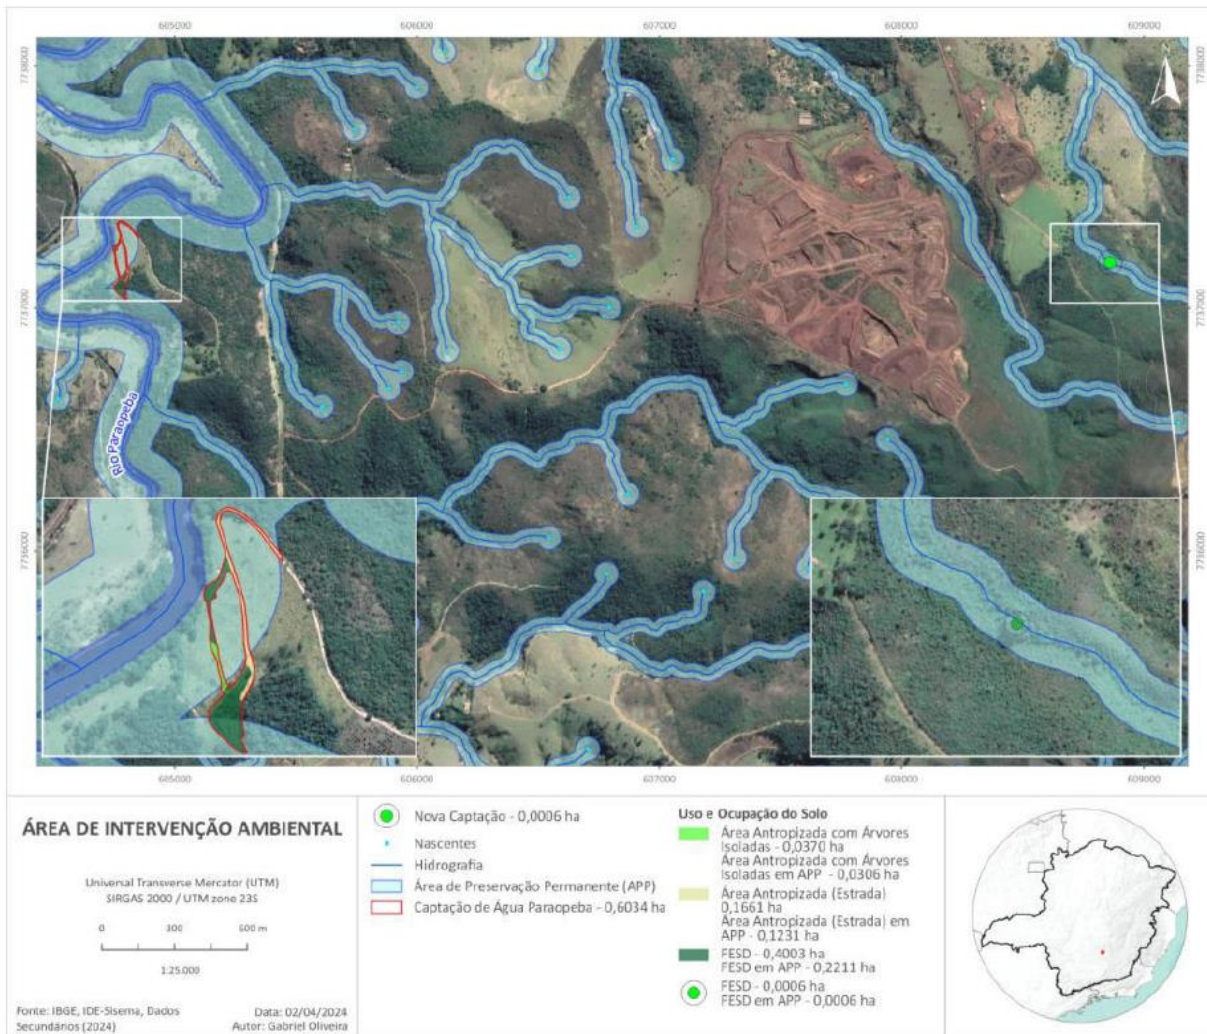 605000 606000 607000 608000 609000
7738000 7738000
7737000 7737000
7736000 7736000
Rio Paraopeba
605000 606000 607000 608000 609000
ÁREA DE INTERVENÇÃO AMBIENTAL
Universal Transverse Mercator (UTM)
SIRGAS 2000 / UTM zone 23S
0 300 600 m
1:25.000
Fonte: IBGE, IDE-Sisema, Dados
Secundários (2024)
Data: 02/04/2024
Autor: Gabriel Oliveira
Nova Captação - 0,0006 ha
Nascentes
Hidrografia
Área de Preservação Permanente (APP)
Captação de Água Paraopeba - 0,6034 ha
Uso e Ocupação do Solo
Área Antropizada com Árvores
Isoladas - 0,0370 ha
Área Antropizada com Árvores
Isoladas em APP - 0,0306 ha
Área Antropizada (Estrada)
0,1661 ha
Área Antropizada (Estrada) em
APP - 0,1231 ha
FESD - 0,4003 ha
FESD em APP - 0,2211 ha
FESD - 0,0006 ha
FESD em APP - 0,0006 ha